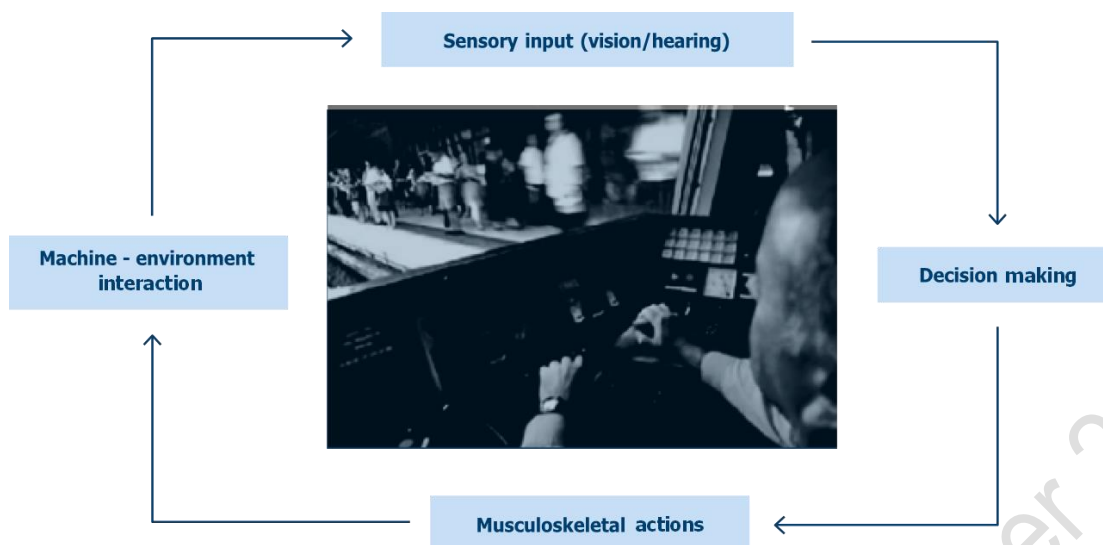 Sensory input (vision/hearing)
Machine - environment
interaction
Decision making
Musculoskeletal actions